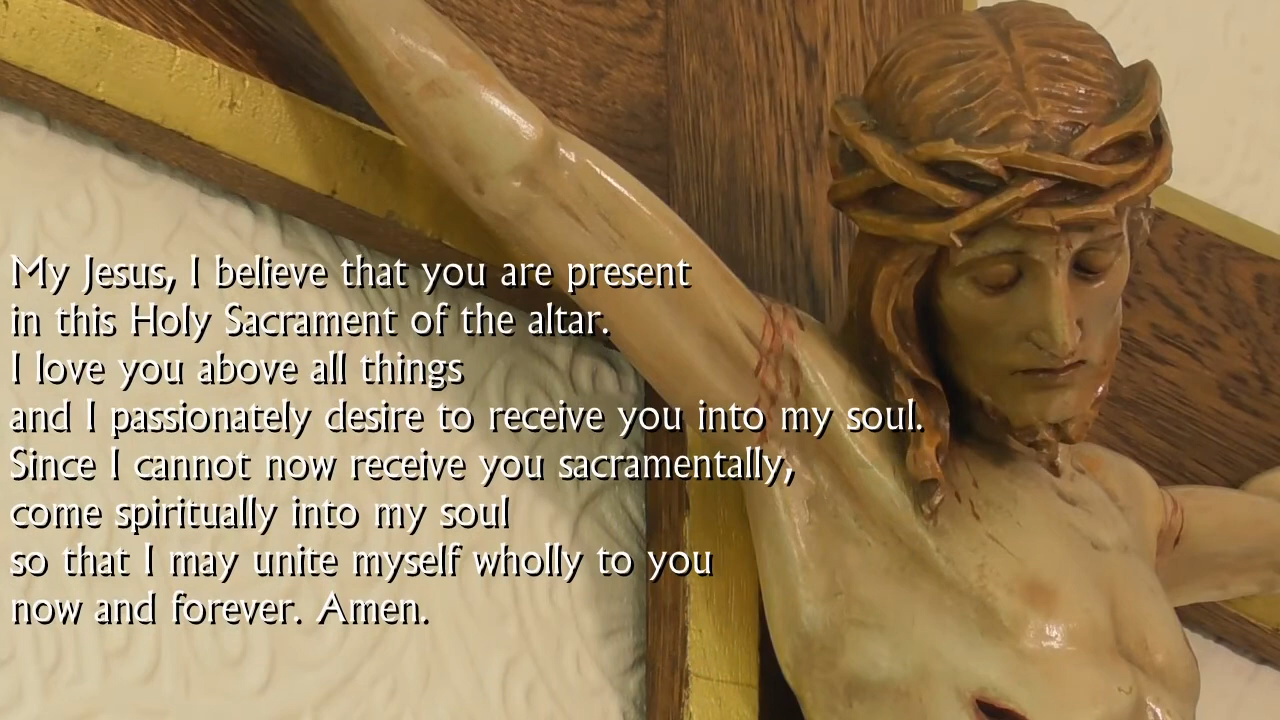 My Jesus, I believe that you are present
in this Holy Sacrament of the altar.
I love you above all things
and I passionately desire to receive you into my soul.
Since I cannot now receive you sacramentally,
come spiritually into my soul
so that I may unite myself wholly to you
now and forever. Amen.